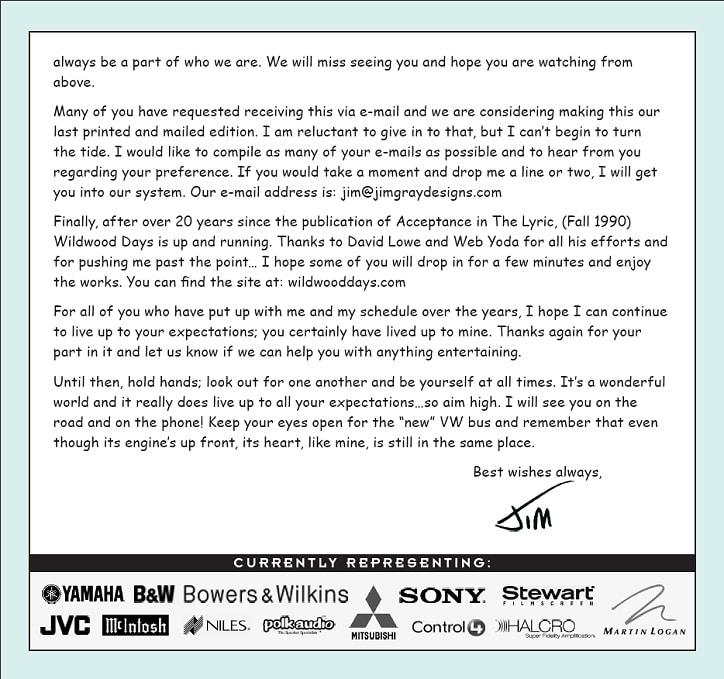 always be a part of who we are. We will miss seeing you and hope you are watching from
above.
Many of you have requested receiving this via e-mail and we are considering making this our
last printed and mailed edition. I am reluctant to give in to that, but I can't begin to turn
the tide. I would like to compile as many of your e-mails as possible and to hear from you
regarding your preference. If you would take a moment and drop me a line or two, I will get
you into our system. Our e-mail address is: jim@jimgraydesigns.com
Finally, after over 20 years since the publication of Acceptance in The Lyric, (Fall 1990)
Wildwood Days is up and running. Thanks to David Lowe and Web Yoda for all his efforts and
for pushing me past the point... I hope some of you will drop in for a few minutes and enjoy
the works. You can find the site at: wildwooddays.com
For all of you who have put up with me and my schedule over the years, I hope I can continue
to live up to your expectations; you certainly have lived up to mine. Thanks again for your
part in it and let us know if we can help you with anything entertaining.
Until then, hold hands; look out for one another and be yourself at all times. It's a wonderful
world and it really does live up to all your expectations...so aim high. I will see you on the
road and on the phone! Keep your eyes open for the “new” VW bus and remember that even
though its engine's up front, its heart, like mine, is still in the same place.
Best wishes always,
Jim
CURRENTLY REPRESENTING:
YAMAHA B&W Bowers & Wilkins MITSUBISHI SONY Stewart FILMSCREEN MARTIN LOGAN
JVC McIntosh NILES polkaudio The Speaker Specialists Control4 HALCRO Super Fidelity Amplification